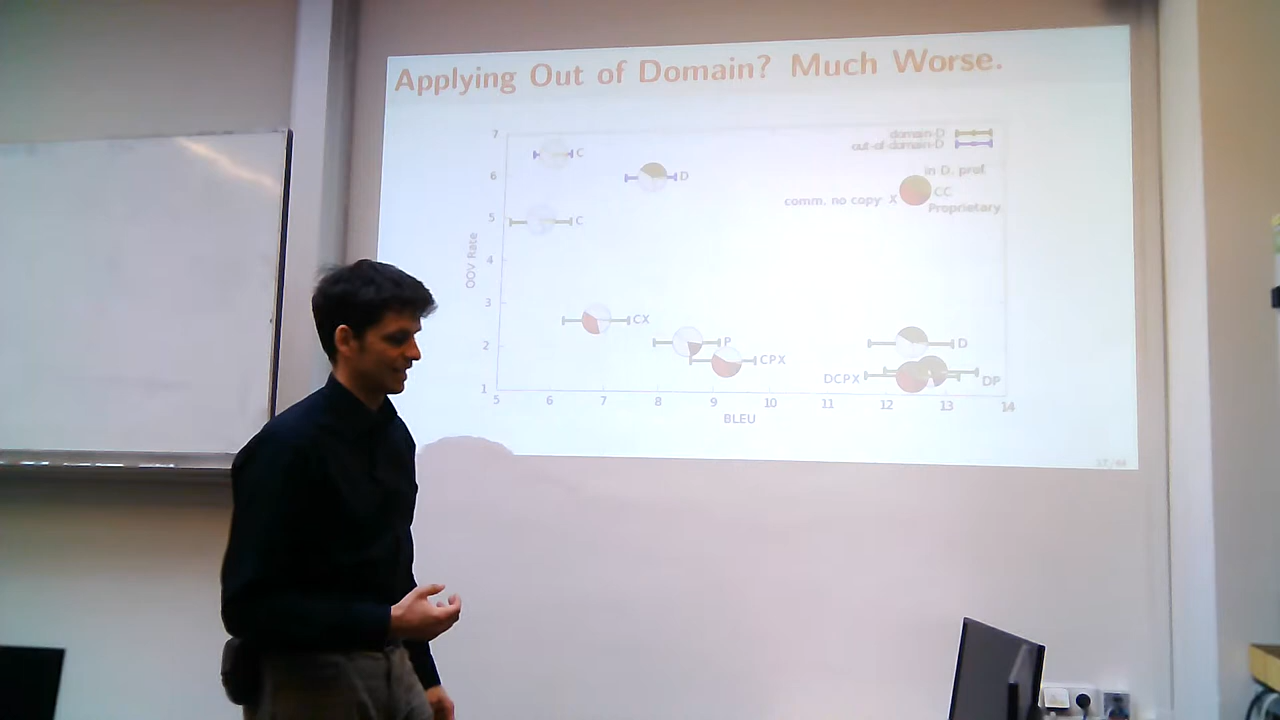 Applying Out of Domain? Much Worse.
domain-D
out-of domain-D
in D. pref.
CC
comm. no copy X
Proprietary
OOV Rate
7
6
5
4
3
2
1
C
D
C
CX
P
CPX
D
DCPX
DP
5 6 7 8 9 10 11 12 13 14
BLEU